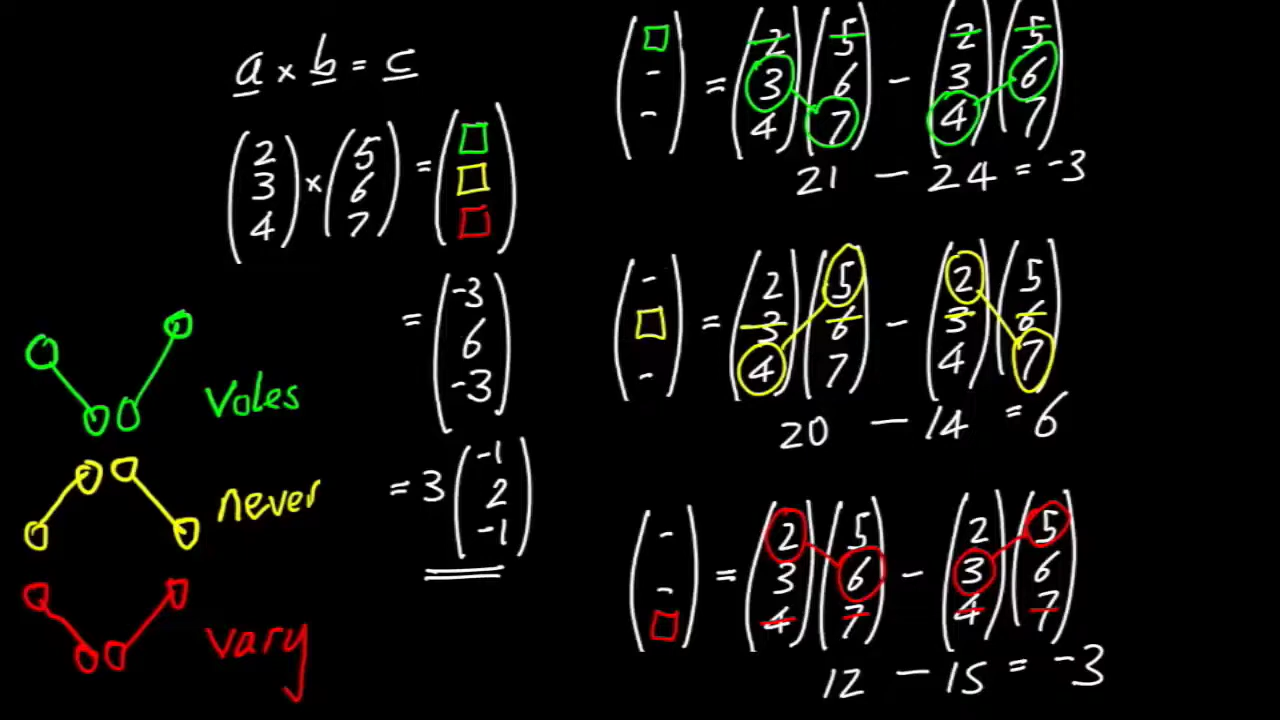 a × b = c
(2 3 4) × (5 6 7) = (□ □ □)
= (-3 6 -3)
= 3 (-1 2 -1)
Voles
never
vary
(□ - -) = (2 3 4)(5 6 7) - (2 3 4)(5 6 7)
21 - 24 = -3
(- □ -) = (2 3 4)(5 6 7) - (2 3 4)(5 6 7)
20 - 14 = 6
(- - □) = (2 3 4)(5 6 7) - (2 3 4)(5 6 7)
12 - 15 = -3